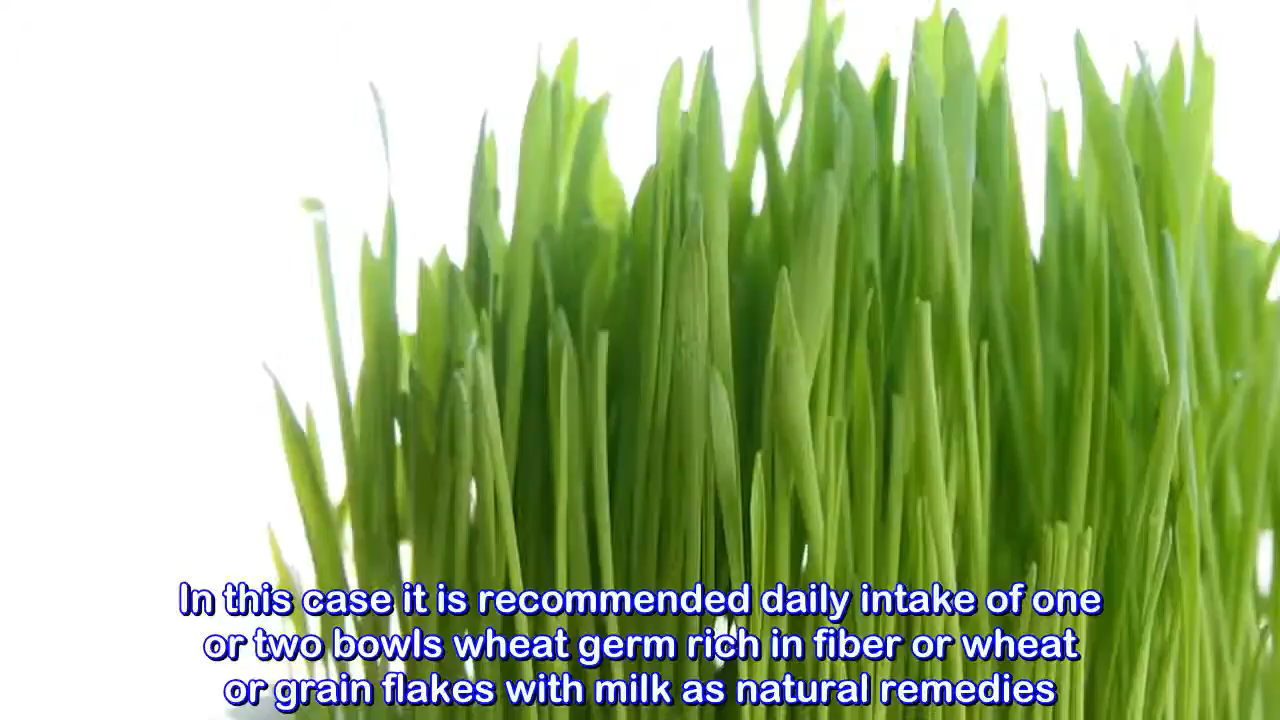 In this case it is recommended daily intake of one
or two bowls wheat germ rich in fiber or wheat
or grain flakes with milk as natural remedies